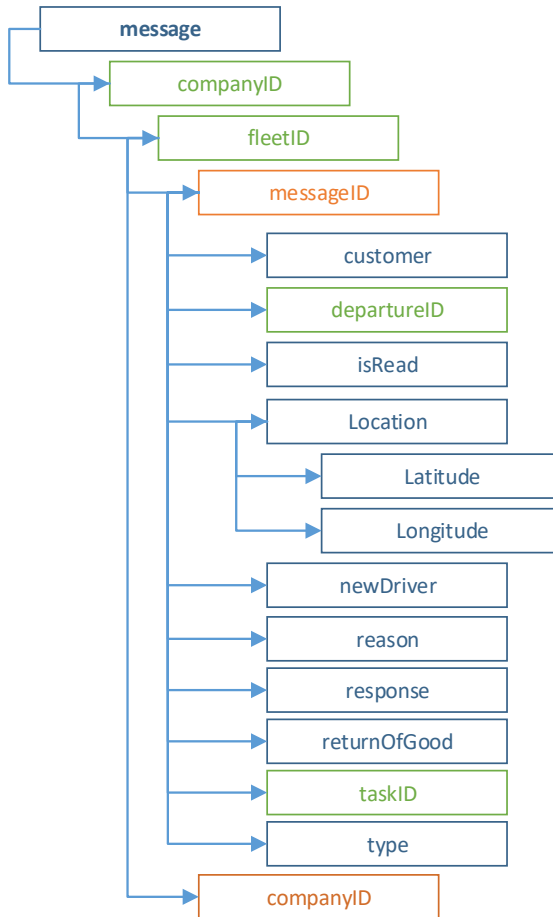 message
companyID
fleetID
messageID
customer
departureID
isRead
Location
Latitude
Longitude
newDriver
reason
response
returnOfGood
taskID
type
companyID